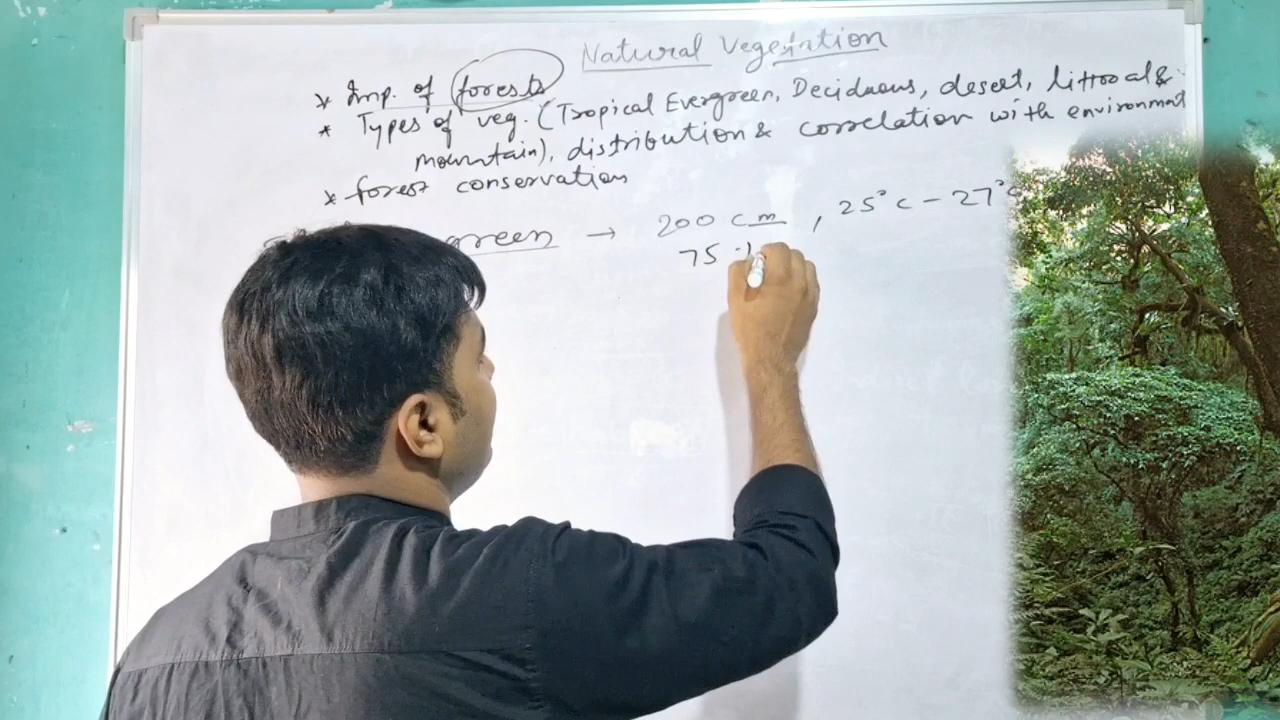 Natural Vegetation
* Imp. of forests
* Types of veg. (Tropical Evergreen, Deciduous, desert, littoral &
mountain), distribution & correlation with environment
* forest conservation
green → 200 cm, 25°c - 27°c
75